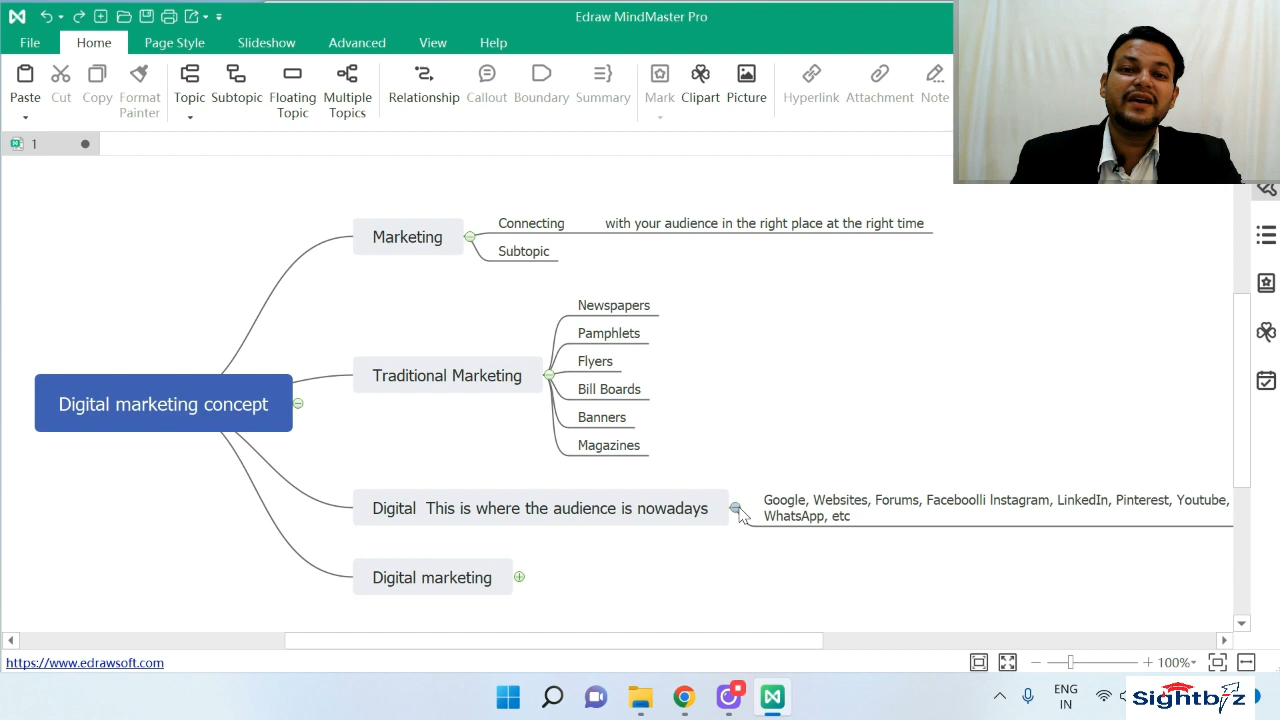 Edraw MindMaster Pro
File Home Page Style Slideshow Advanced View Help
Paste Cut Copy Format Painter Topic Subtopic Floating Topic Multiple Topics Relationship Callout Boundary Summary Mark Clipart Picture Hyperlink Attachment Note
1
Connecting with your audience in the right place at the right time
Marketing
Subtopic
Newspapers
Pamphlets
Flyers
Traditional Marketing
Bill Boards
Digital marketing concept
Banners
Magazines
Digital This is where the audience is nowadays
Google, Websites, Forums, Faceboolli lnstagram, LinkedIn, Pinterest, Youtube,
WhatsApp, etc
Digital marketing
https://www.edrawsoft.com
100%
ENG
IN
Sightbiz